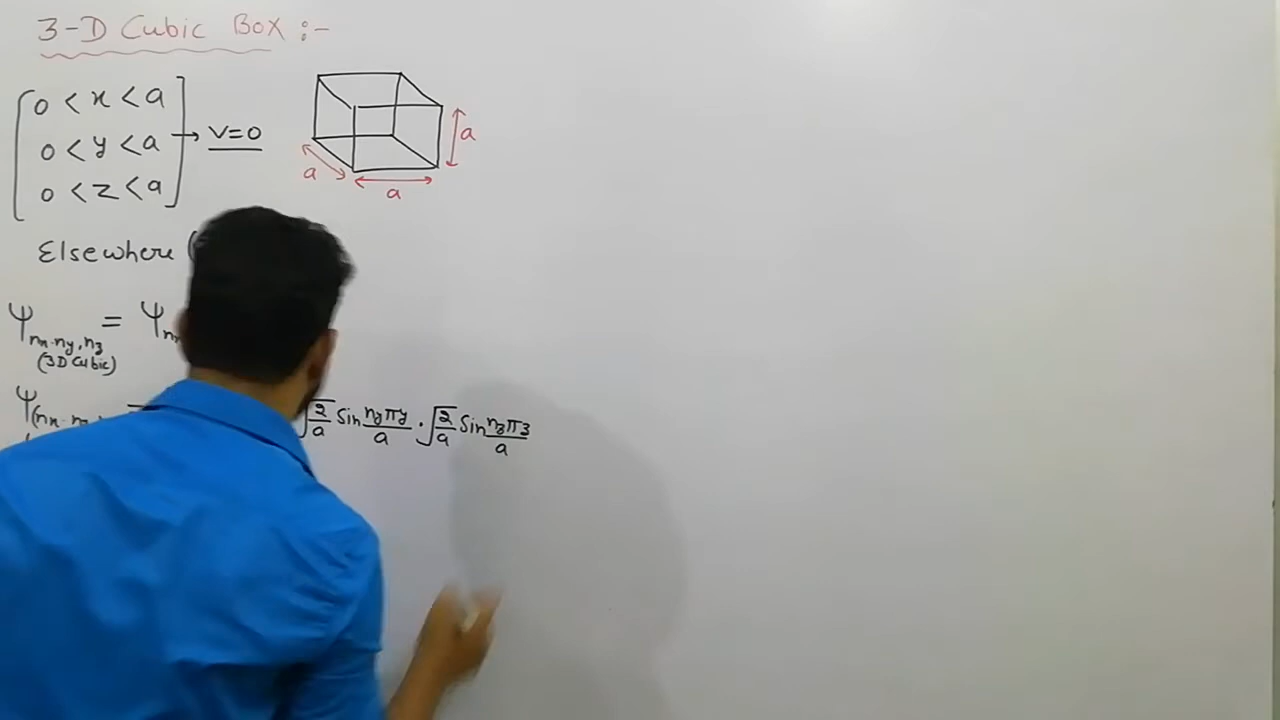 3-D Cubic Box :-
0 < x < a
0 < y < a → V=0
0 < z < a
a
a
a
Elsewhere (
ψ nx.ny,nz = ψ nx
(3D Cubic)
ψ (nx.
√2/a Sin nyπy/a . √2/a Sin nzπz/a